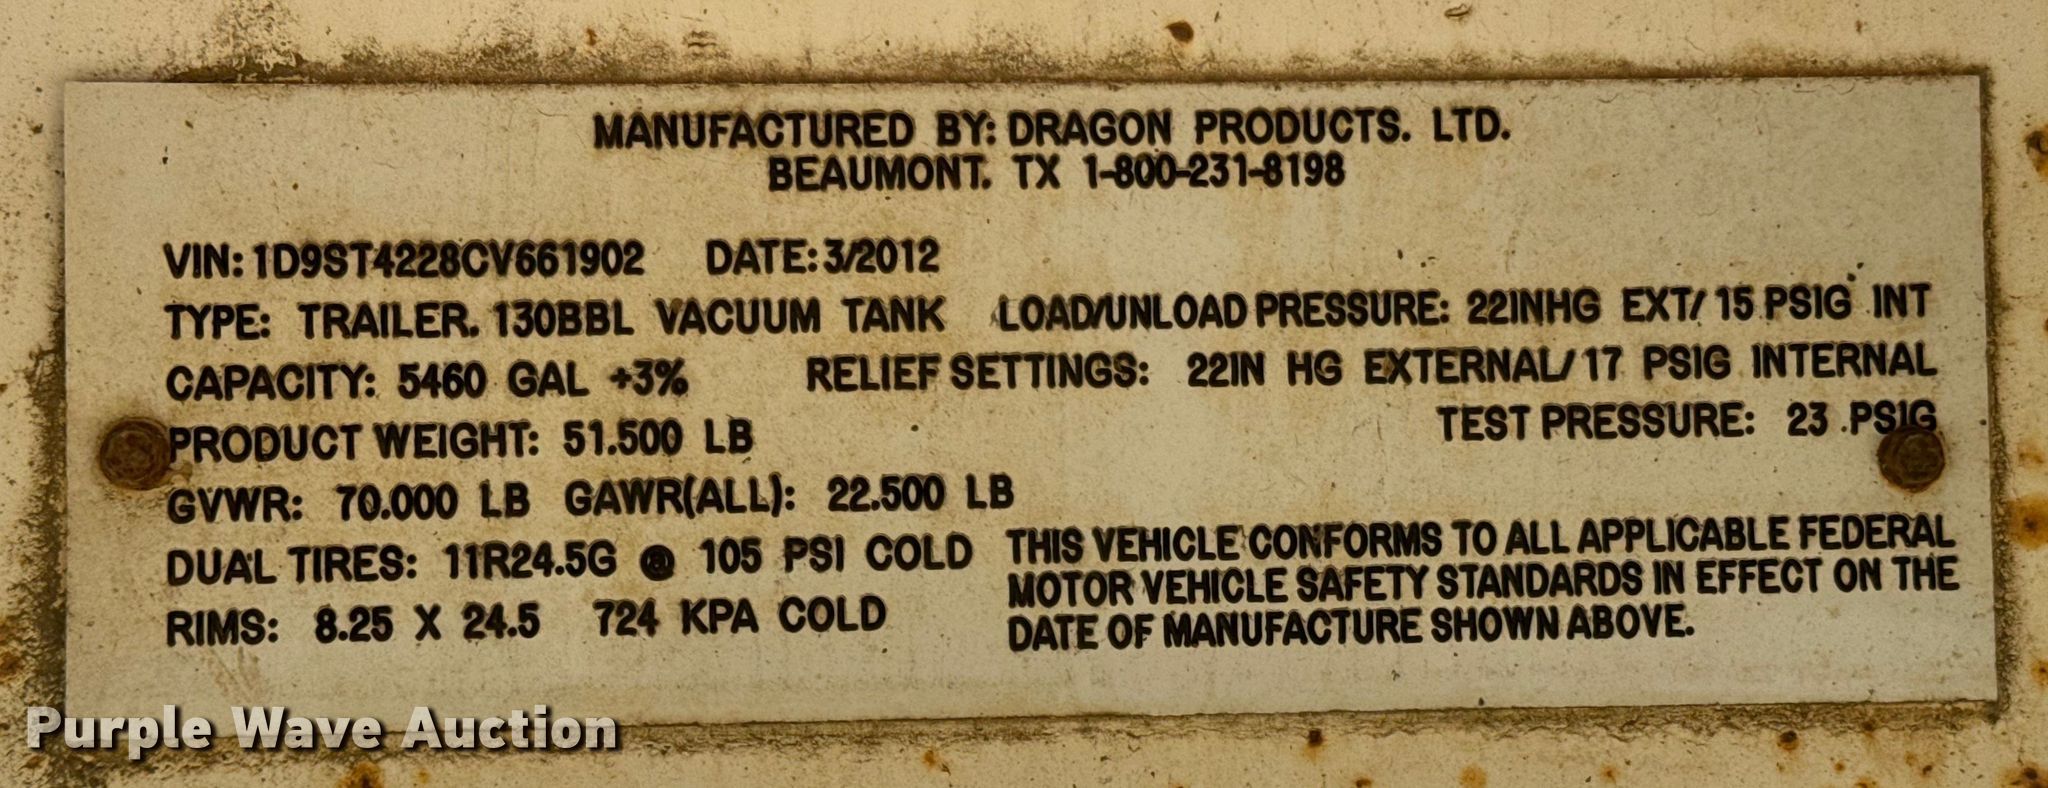 MANUFACTURED BY: DRAGON PRODUCTS. LTD.
BEAUMONT. TX 1-800-231-8198
VIN: 1D9ST4228CV661902 DATE: 3/2012
TYPE: TRAILER. 130BBL VACUUM TANK LOAD/UNLOAD PRESSURE: 22INHG EXT/ 15 PSIG INT
CAPACITY: 5460 GAL +3% RELIEF SETTINGS: 22IN HG EXTERNAL/ 17 PSIG INTERNAL
PRODUCT WEIGHT: 51.500 LB TEST PRESSURE: 23 PSIG
GVWR: 70.000 LB GAWR(ALL): 22.500 LB
DUAL TIRES: 11R24.5G @ 105 PSI COLD
RIMS: 8.25 X 24.5 724 KPA COLD
THIS VEHICLE CONFORMS TO ALL APPLICABLE FEDERAL
MOTOR VEHICLE SAFETY STANDARDS IN EFFECT ON THE
DATE OF MANUFACTURE SHOWN ABOVE.
Purple Wave Auction